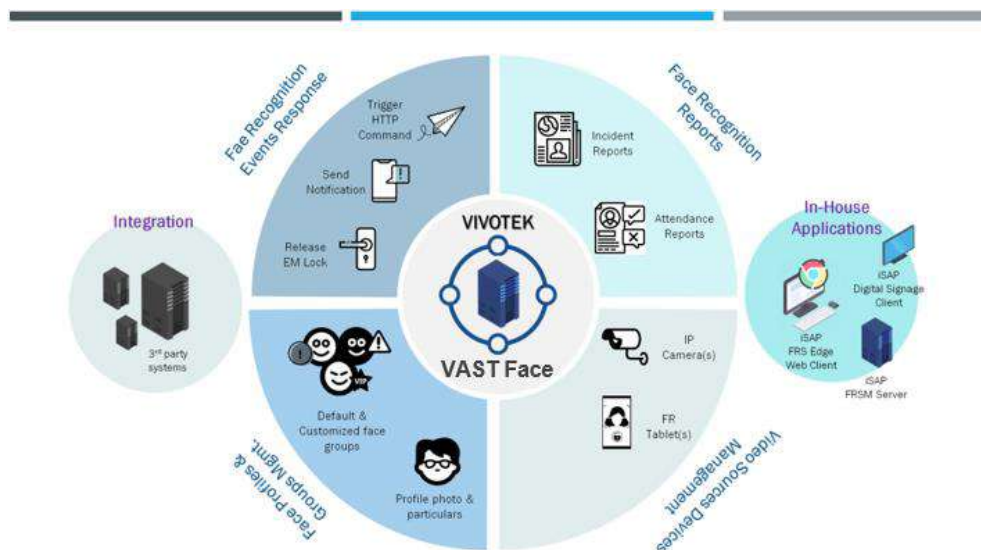 Fae Recognition
Events Response
Trigger
HTTP
Command
Send
Notification
!
Release
EM Lock
Face Recognition
Reports
Incident
Reports
Attendance
Reports
Integration
3rd party
systems
VIVOTEK
VAST Face
In-House
Applications
iSAP
Digital Signage
Client
iSAP
FRS Edge
Web Client
iSAP
FRSM Server
!
!
VIP
Default &
Customized face
groups
Profile photo &
particulars
Face Profiles &
Groups Mgmt.
IP
Camera(s)
FR
Tablet(s)
Video Sources Devices
Management